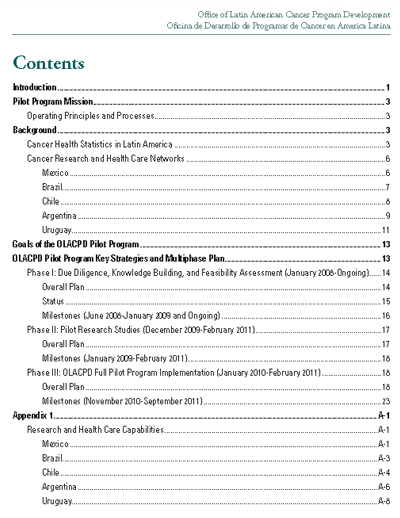 Office of Latin American Cancer Program Development
Oficina de Desarrollo de Programas de Cancer en America Latina
Contents
Introduction 1
Pilot Program Mission 3
Operating Principles and Processes 3
Background 3
Cancer Health Statistics in Latin America 3
Cancer Research and Health Care Networks 6
Mexico 6
Brazil 7
Chile 8
Argentina 9
Uruguay 11
Goals of the OLACPD Pilot Program 13
OLACPD Pilot Program Key Strategies and Multiphase Plan 13
Phase I: Due Diligence, Knowledge Building, and Feasibility Assessment (January 2008-Ongoing) 14
Overall Plan 14
Status 15
Milestones (June 2008-January 2009 and Ongoing) 16
Phase II: Pilot Research Studies (December 2009-February 2011) 17
Overall Plan 17
Milestones (January 2009-February 2011) 18
Phase III: OLACPD Full Pilot Program Implementation (January 2010-February 2011) 18
Overall Plan 18
Milestones (November 2010-September 2011) 23
Appendix 1 A-1
Research and Health Care Capabilities A-1
Mexico A-1
Brazil A-3
Chile A-4
Argentina A-6
Uruguay A-8